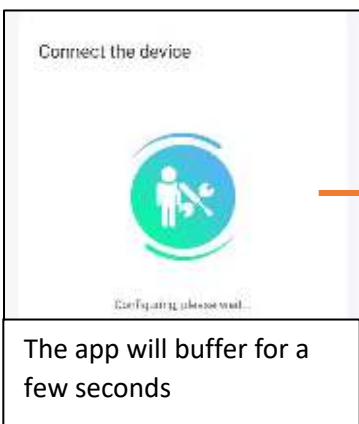 Connect the device
Configuring, please wait...
The app will buffer for a
few seconds